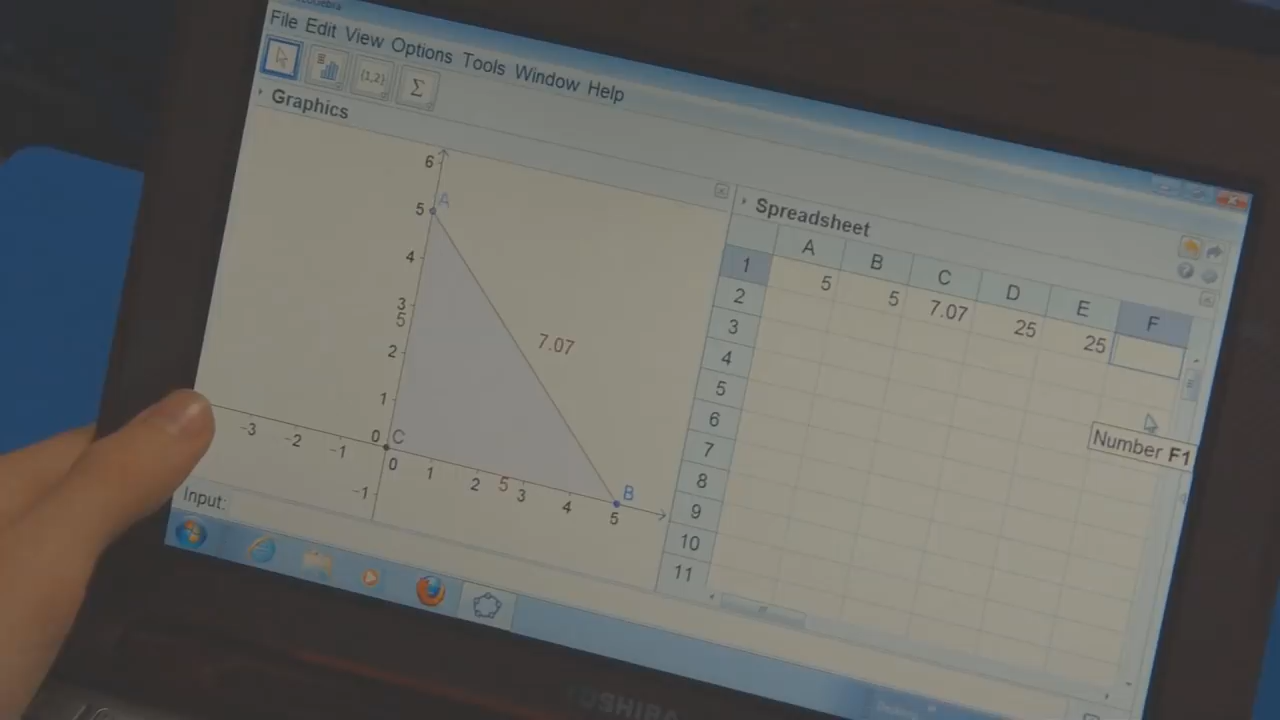 File Edit View Options Tools Window Help
{1,2} Σ
Graphics
6
5 A
4
3
5
7.07
2
1
0 C
-3 -2 -1 0 1 2 5 3 4 5 B
-1
Input:
Spreadsheet
A B C D E F
1 5 5 7.07 25 25
2
3
4
5
6
7
8
9
10
11
Number F1
TOSHIBA